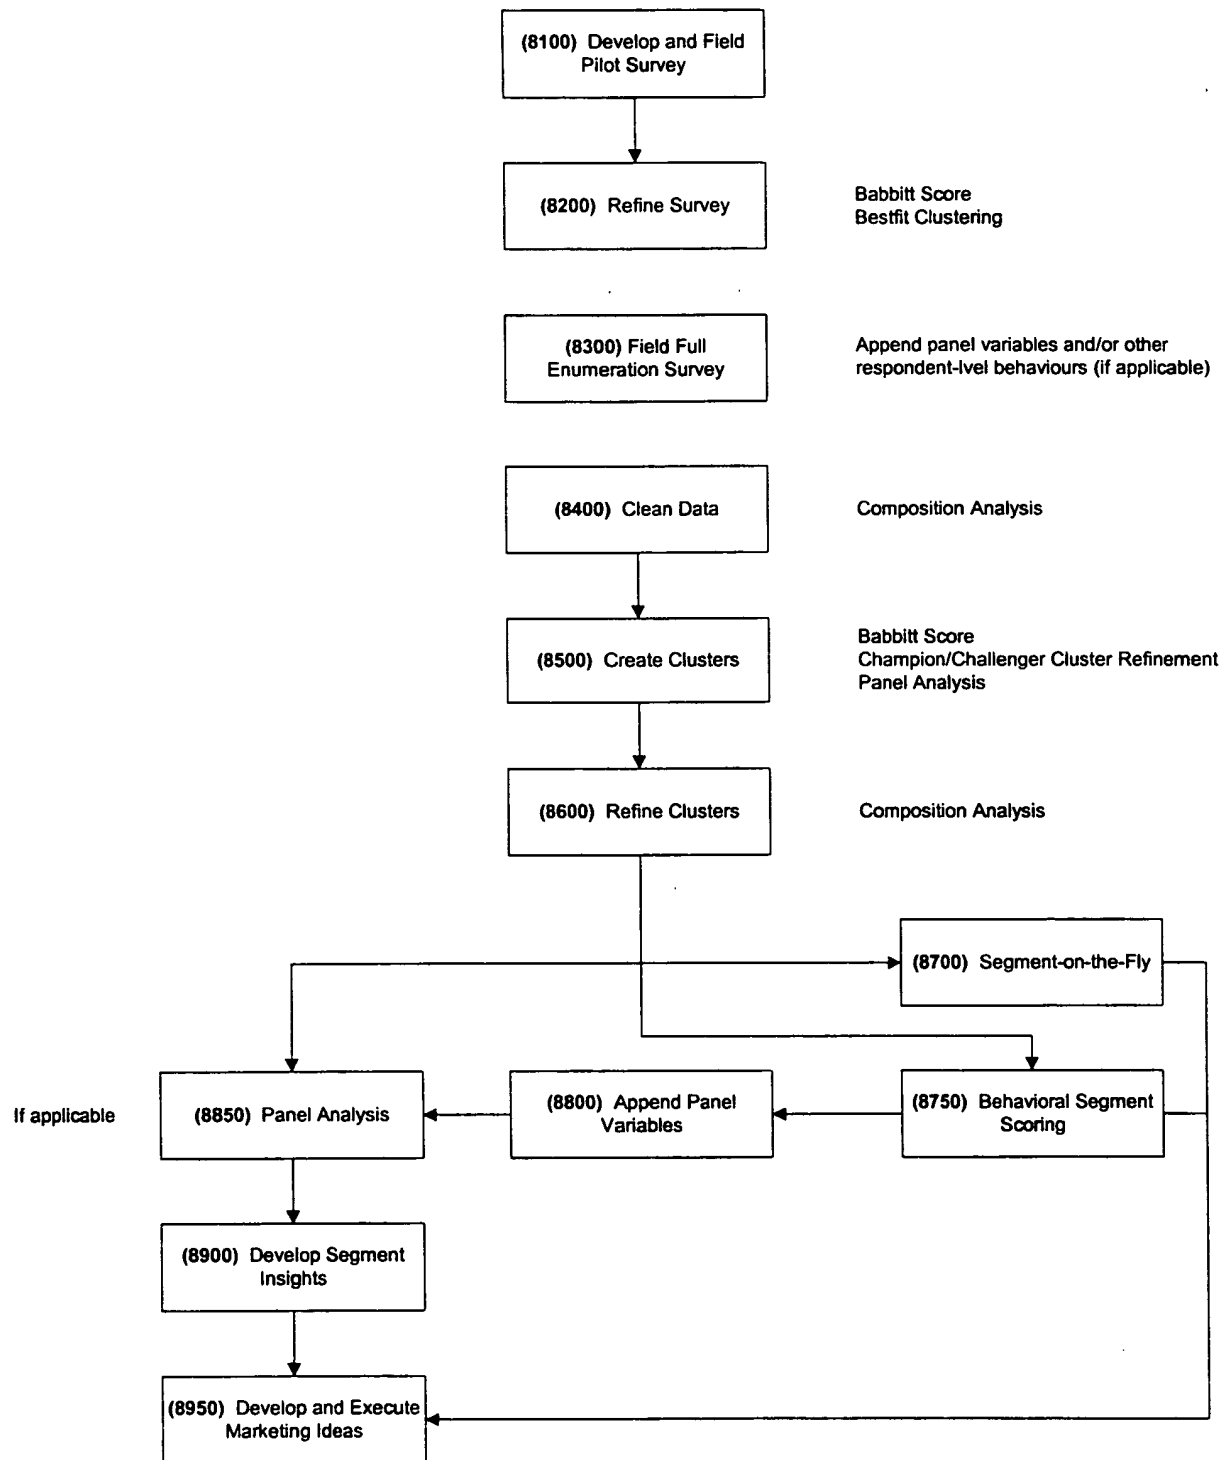 (8100) Develop and Field
Pilot Survey
(8200) Refine Survey
Babbitt Score
Bestfit Clustering
(8300) Field Full
Enumeration Survey
Append panel variables and/or other
respondent-lvel behaviours (if applicable)
(8400) Clean Data
Composition Analysis
(8500) Create Clusters
Babbitt Score
Champion/Challenger Cluster Refinement
Panel Analysis
(8600) Refine Clusters
Composition Analysis
(8700) Segment-on-the-Fly
If applicable
(8850) Panel Analysis
(8800) Append Panel
Variables
(8750) Behavioral Segment
Scoring
(8900) Develop Segment
Insights
(8950) Develop and Execute
Marketing Ideas